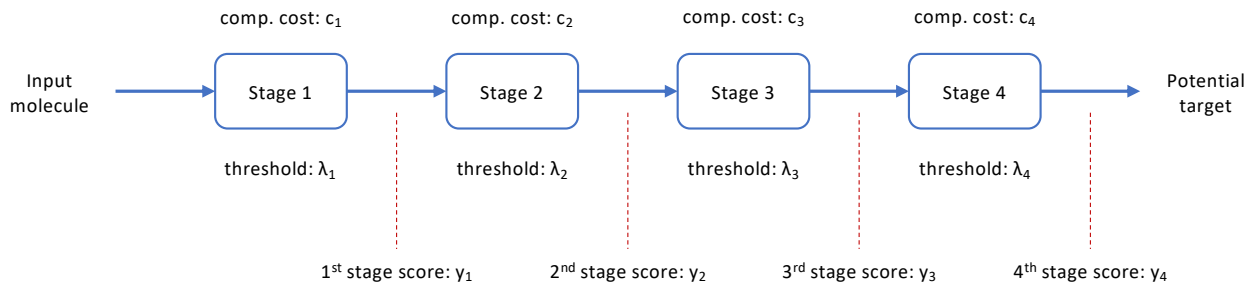 comp. cost: c₁
comp. cost: c₂
comp. cost: c₃
comp. cost: c₄
Input
molecule
Stage 1
Stage 2
Stage 3
Stage 4
Potential
target
threshold: λ₁
threshold: λ₂
threshold: λ₃
threshold: λ₄
1ˢᵗ stage score: y₁
2ⁿᵈ stage score: y₂
3ʳᵈ stage score: y₃
4ᵗʰ stage score: y₄